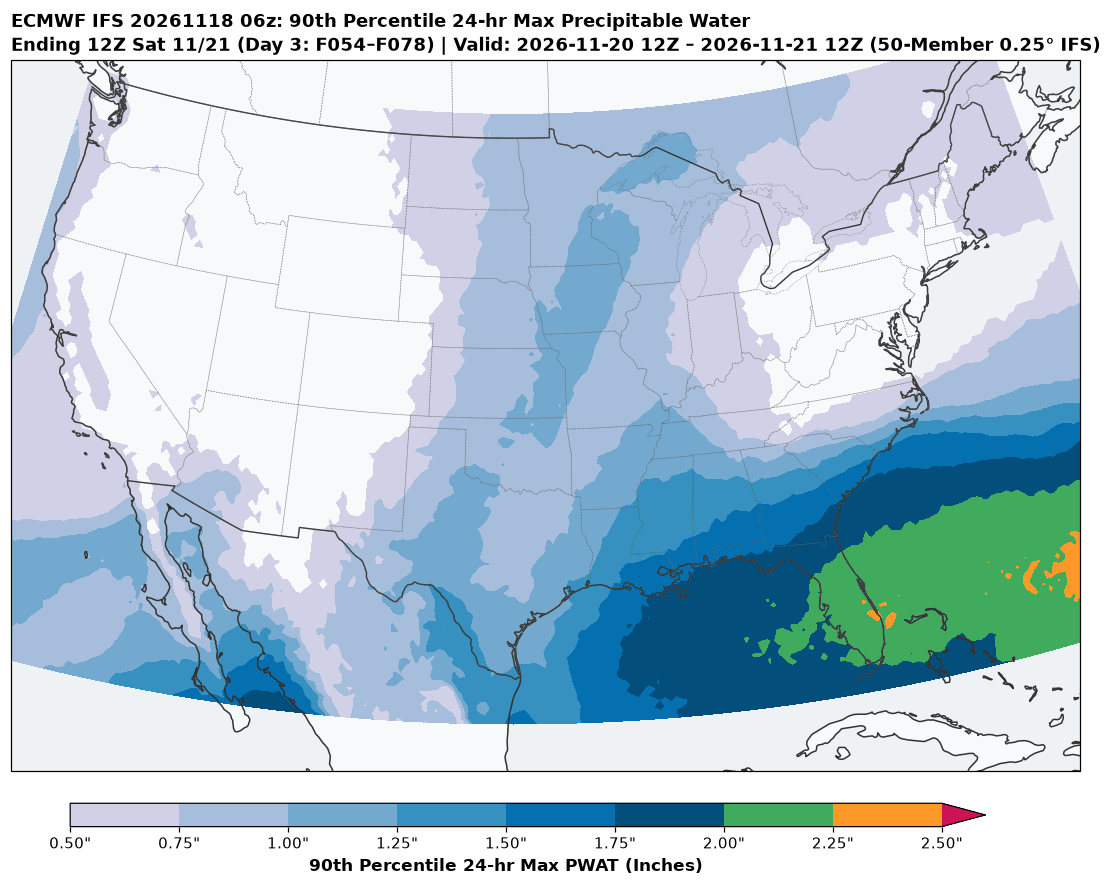 ECMWF IFS 20261118 06z: 90th Percentile 24-hr Max Precipitable Water
Ending 12Z Sat 11/21 (Day 3: F054–F078) | Valid: 2026-11-20 12Z – 2026-11-21 12Z (50-Member 0.25° IFS)
0.50" 0.75" 1.00" 1.25" 1.50" 1.75" 2.00" 2.25" 2.50"
90th Percentile 24-hr Max PWAT (Inches)